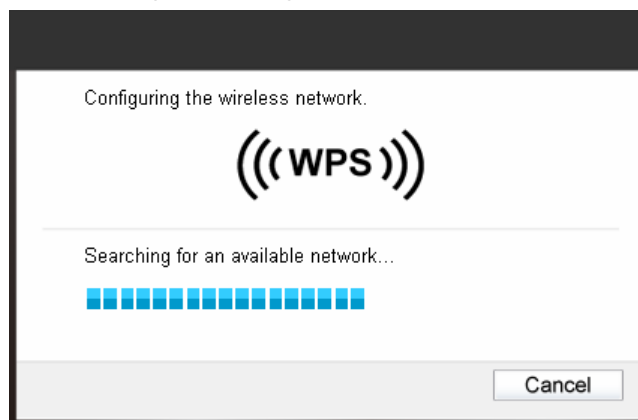 Configuring the wireless network.
(((WPS)))
Searching for an available network...
Cancel